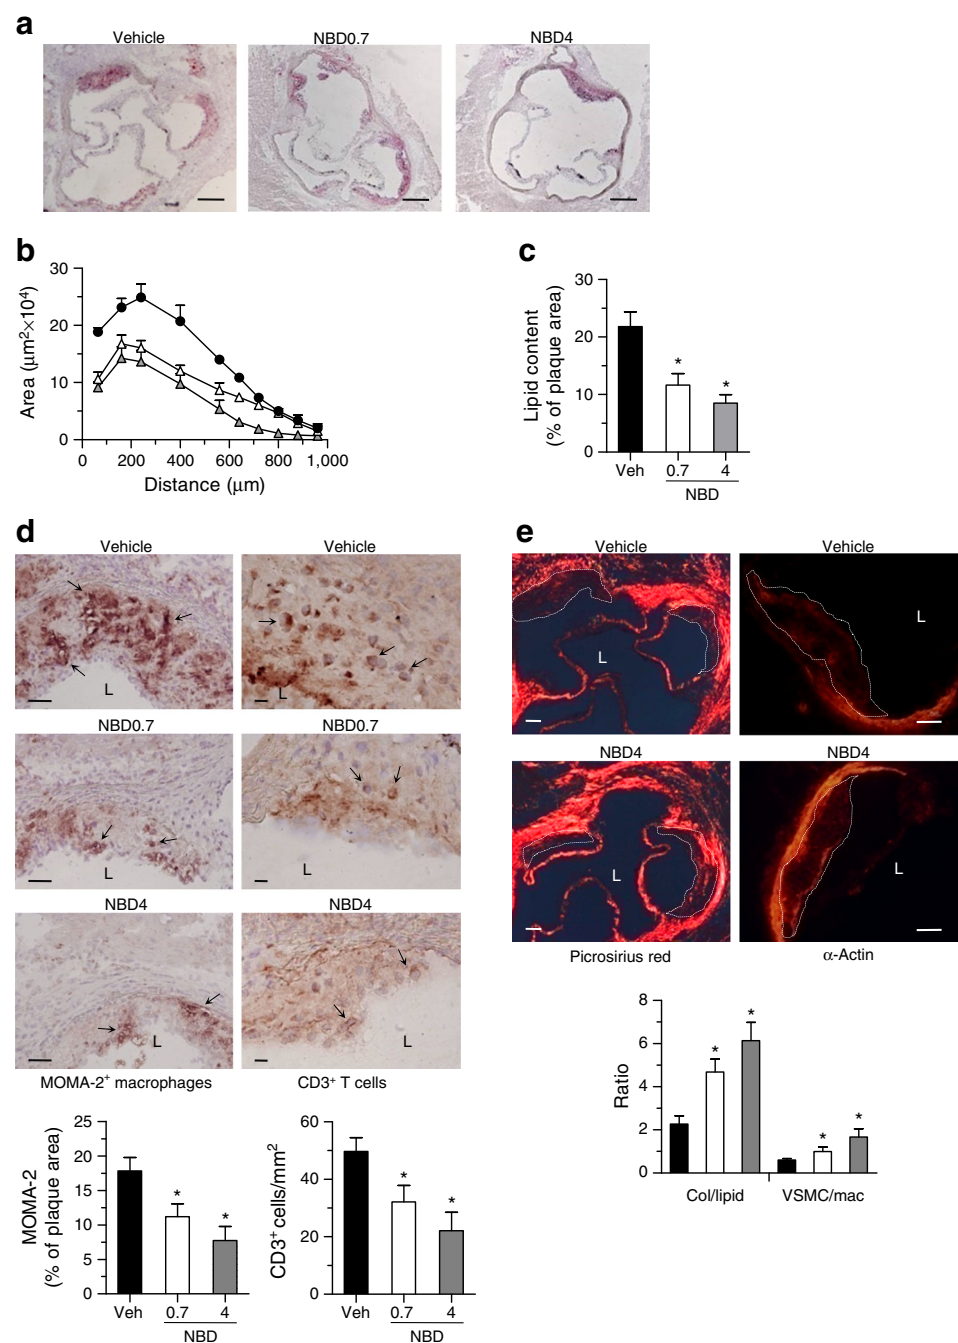 a
Vehicle NBD0.7 NBD4
b
Area (μm²×10⁴)
30
20
10
0
0 200 400 600 800 1,000
Distance (μm)
c
Lipid content
(% of plaque area)
30
20
10
0
* *
Veh 0.7 4
NBD
d
Vehicle Vehicle
L L
NBD0.7 NBD0.7
L L
NBD4 NBD4
L L
MOMA-2⁺ macrophages CD3⁺ T cells
MOMA-2
(% of plaque area)
25
20
15
10
5
0
* *
Veh 0.7 4
NBD
CD3⁺ cells/mm²
60
40
20
0
* *
Veh 0.7 4
NBD
e
Vehicle Vehicle
L L
NBD4 NBD4
L L
Picrosirius red α-Actin
Ratio
8
6
4
2
0
* * * *
Col/lipid VSMC/mac